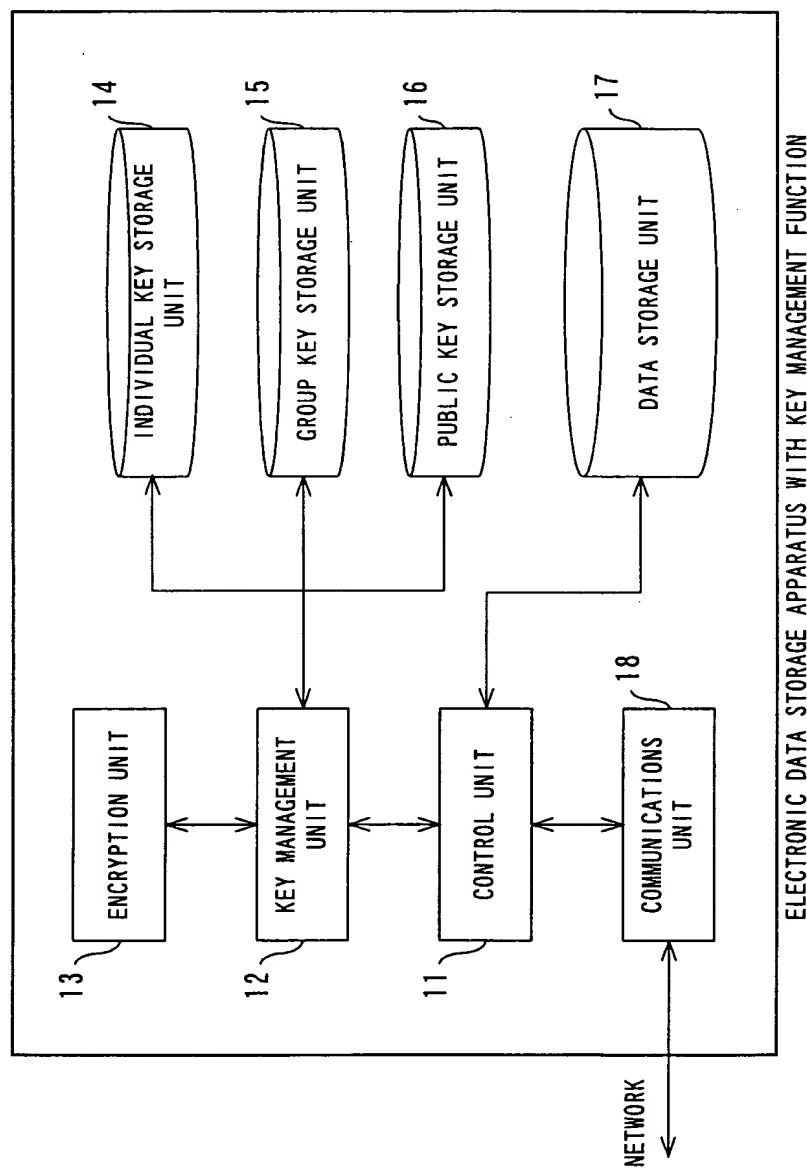 13
ENCRYPTION UNIT
12
KEY MANAGEMENT
UNIT
11
CONTROL UNIT
18
COMMUNICATIONS
UNIT
NETWORK
14
INDIVIDUAL KEY STORAGE
UNIT
15
GROUP KEY STORAGE UNIT
16
PUBLIC KEY STORAGE UNIT
17
DATA STORAGE UNIT
ELECTRONIC DATA STORAGE APPARATUS WITH KEY MANAGEMENT FUNCTION